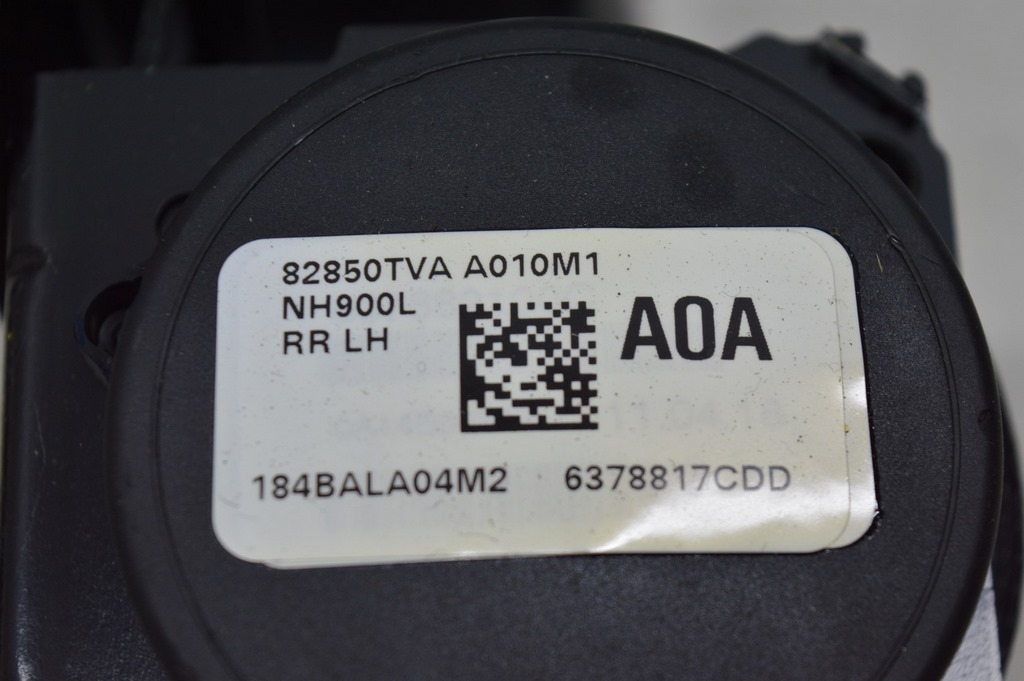 82850TVA A010M1
NH900L
RR LH
A0A
184BALA04M2 6378817CDD